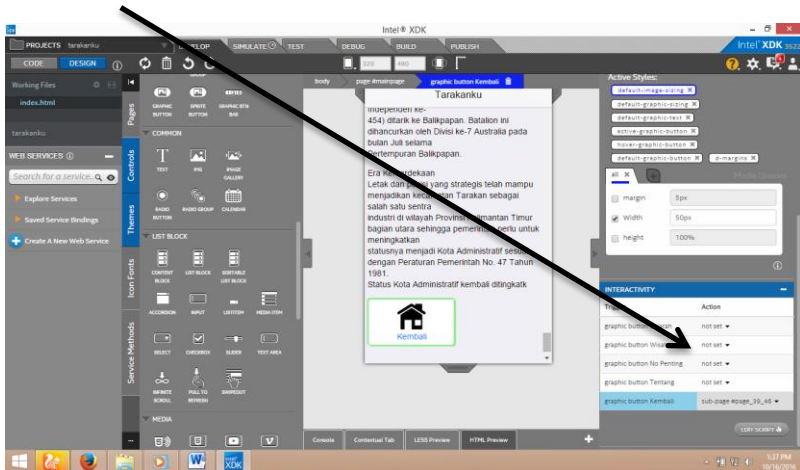 Intel® XDK
PROJECTS tarakanku
SIMULATE TEST DEBUG BUILD PUBLISH
Intel® XDK 3522
CODE DESIGN
320 480
Working Files
index.html
tarakanku
WEB SERVICES
Search for a service...
Explore Services
Saved Service Bindings
Create A New Web Service
Pages
Controls
Themes
Icon Fonts
Service Methods
GRAPHIC BUTTON
SPRITE BUTTON
GRAPHIC BTN BAR
COMMON
TEXT
IMG
IMAGE GALLERY
RADIO BUTTON
RADIO GROUP
CALENDAR
LIST BLOCK
CONTENT BLOCK
LIST BLOCK
SORTABLE LIST BLOCK
ACCORDION
INPUT
LISTITEM
MEDIA ITEM
SELECT
CHECKBOX
SLIDER
TEXT AREA
INFINITE SCROLL
PULL TO REFRESH
SWIPEOUT
MEDIA
body page #mainpage graphic button Kembali
Tarakanku
Independen ke-
454) ditarik ke Balikpapan. Batalion ini
dihancurkan oleh Divisi ke-7 Australia pada
bulan Juli selama
Pertempuran Balikpapan.
Letak dan
yang strategis telah mampu
menjadikan
Tarakan sebagai
salah satu sentra
industri di wilayah Provinsi Kalimantan Timur
bagian utara sehingga pemerintah perlu untuk
meningkatkan
statusnya menjadi Kota Administratif
dengan Peraturan Pemerintah No. 47 Tahun
1981.
Status Kota Administratif kembali ditingkatk
Kembali
Console Contextual Tab LESS Preview HTML Preview
Active Styles:
default-image-sizing
default-graphic-sizing
default-graphic-text
active-graphic-button
hover-graphic-button
default-graphic-button d-margins
all
margin 5px
Width 50px
height 100%
INTERACTIVITY
Action
graphic button
not set
graphic button
not set
graphic button No Penting not set
graphic button Tentang not set
graphic button Kembali sub-page #page_39_48
EDIT SCRIPT
1:37 PM
10/16/2016